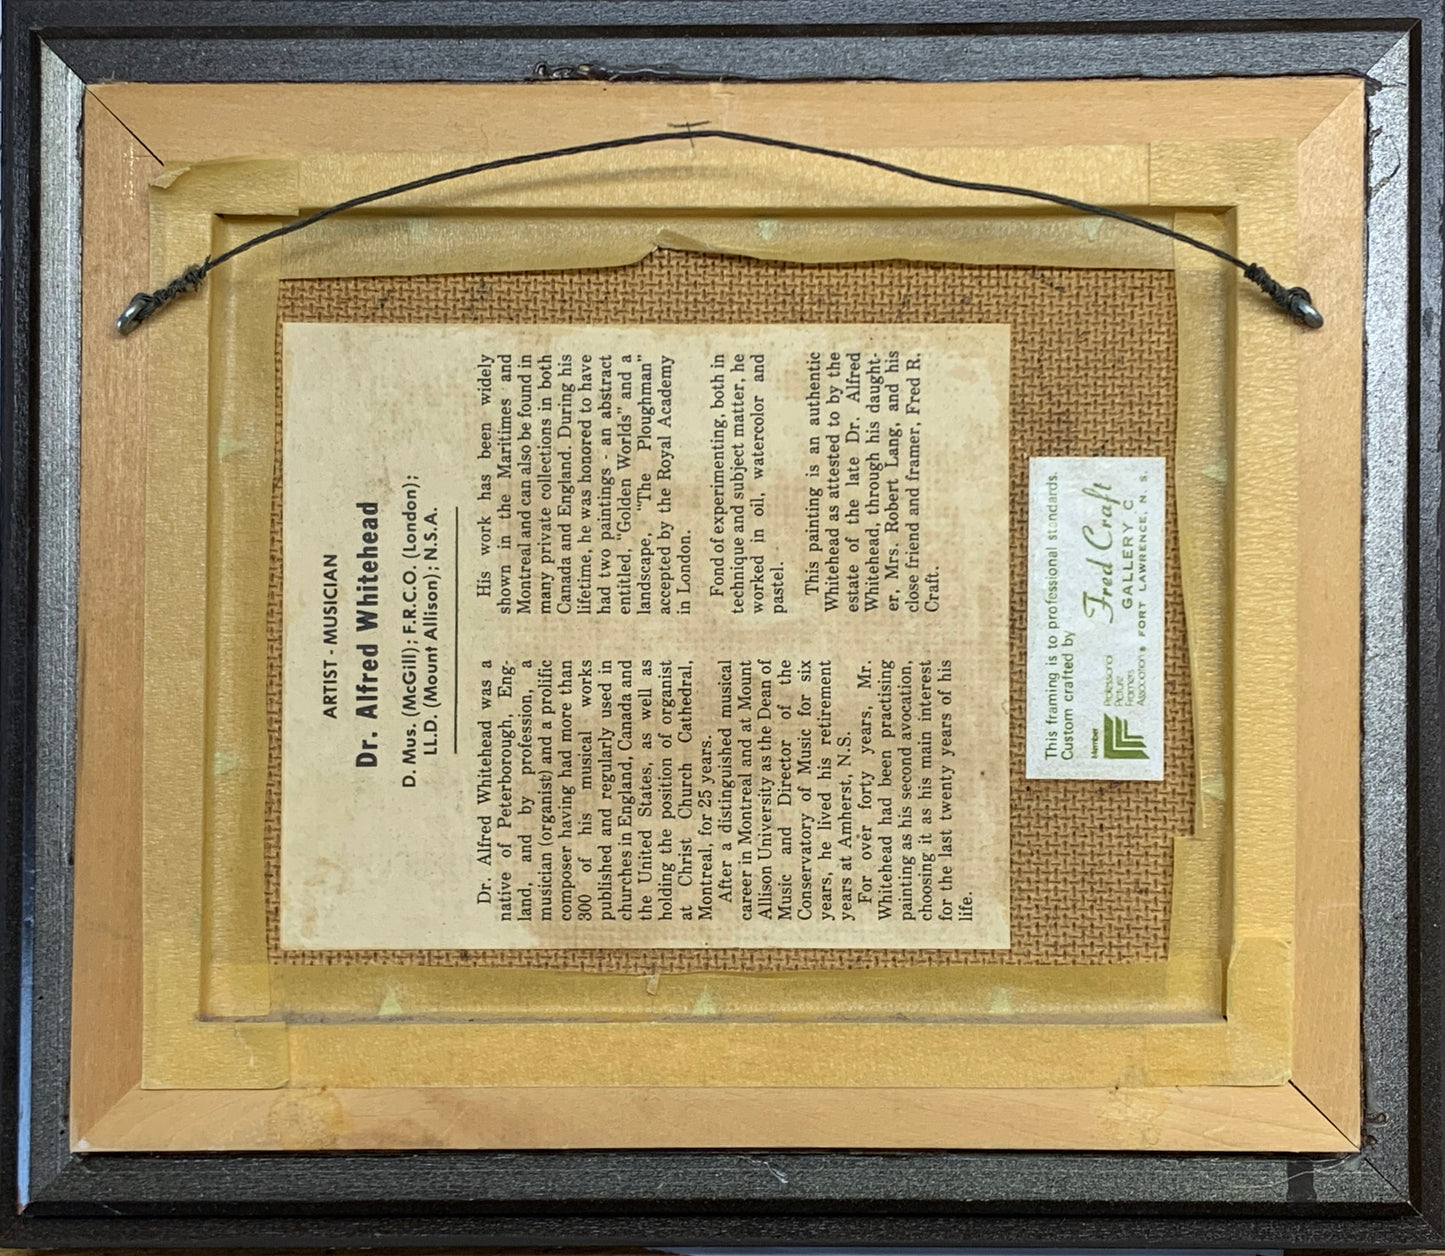 ARTIST - MUSICIAN
Dr. Alfred Whitehead
D. Mus. (McGill); F.R.C.O. (London);
LL.D. (Mount Allison); N.S.A.
Dr. Alfred Whitehead was a
native of Peterborough, Eng-
land, and by profession, a
musician (organist) and a prolific
composer having had more than
300 of his musical works
published and regularly used in
churches in England, Canada and
the United States, as well as
holding the position of organist
at Christ Church Cathedral,
Montreal, for 25 years.
After a distinguished musical
career in Montreal and at Mount
Allison University as the Dean of
Music and Director of the
Conservatory of Music for six
years, he lived his retirement
years at Amherst, N.S.
For over forty years, Mr.
Whitehead had been practising
painting as his second avocation,
choosing it as his main interest
for the last twenty years of his
life.
His work has been widely
shown in the Maritimes and
Montreal and can also be found in
many private collections in both
Canada and England. During his
lifetime, he was honored to have
had two paintings - an abstract
entitled, "Golden Worlds" and a
landscape, "The Ploughman"
accepted by the Royal Academy
in London.
Fond of experimenting, both in
technique and subject matter, he
worked in oil, watercolor and
pastel.
This painting is an authentic
Whitehead as attested to by the
estate of the late Dr. Alfred
Whitehead, through his daught-
er, Mrs. Robert Lang, and his
close friend and framer, Fred R.
Craft.
This framing is to professional standards.
Custom crafted by
Member
Professional
Picture
Framers
Association
Fred Craft
GALLERY C
FORT LAWRENCE, N. S.